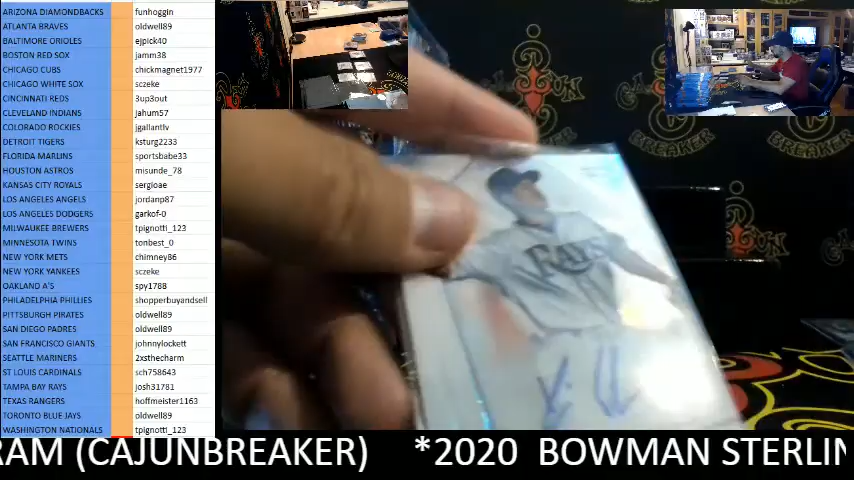 ARIZONA DIAMONDBACKS funhoggin
ATLANTA BRAVES oldwell89
BALTIMORE ORIOLES ejpick40
BOSTON RED SOX jamm38
CHICAGO CUBS chickmagnet1977
CHICAGO WHITE SOX sczeke
CINCINNATI REDS 3up3out
CLEVELAND INDIANS jahum57
COLORADO ROCKIES jgallantlv
DETROIT TIGERS ksturg2233
FLORIDA MARLINS sportsbabe33
HOUSTON ASTROS misunde_78
KANSAS CITY ROYALS sergioae
LOS ANGELES ANGELS jordanp87
LOS ANGELES DODGERS garkof-0
MILWAUKEE BREWERS tpignotti_123
MINNESOTA TWINS tonbest_0
NEW YORK METS chimney86
NEW YORK YANKEES sczeke
OAKLAND A'S spy1788
PHILADELPHIA PHILLIES shopperbuyandsell
PITTSBURGH PIRATES oldwell89
SAN DIEGO PADRES oldwell89
SAN FRANCISCO GIANTS johnnylockett
SEATTLE MARINERS 2xsthecharm
ST LOUIS CARDINALS sch758643
TAMPA BAY RAYS josh31781
TEXAS RANGERS hoffmeister1163
TORONTO BLUE JAYS oldwell89
WASHINGTON NATIONALS tpignotti_123
RAYS
CAJUN
BREAKER
RAM (CAJUNBREAKER) *2020 BOWMAN STERLIN